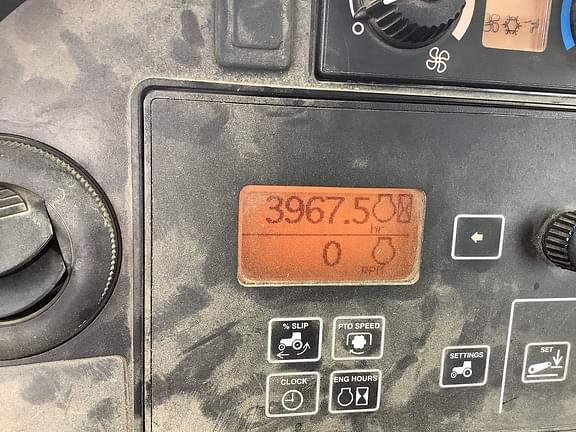 3967.5
hr
0
RPM
% SLIP
PTO SPEED
CLOCK
ENG HOURS
SETTINGS
SET